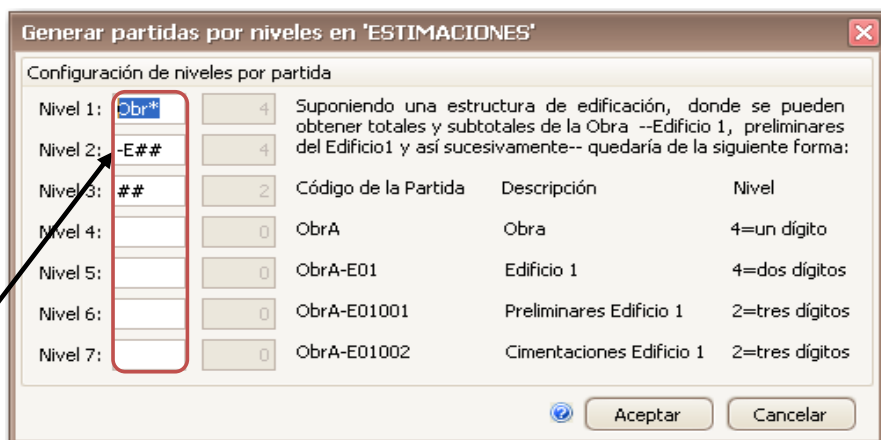 Generar partidas por niveles en 'ESTIMACIONES'
Configuración de niveles por partida
Nivel 1: Obr* 4
Nivel 2: -E## 4
Nivel 3: ## 2
Nivel 4: 0
Nivel 5: 0
Nivel 6: 0
Nivel 7: 0
Suponiendo una estructura de edificación, donde se pueden
obtener totales y subtotales de la Obra --Edificio 1, preliminares
del Edificio1 y así sucesivamente-- quedaría de la siguiente forma:
Código de la Partida Descripción Nivel
ObrA Obra 4=un dígito
ObrA-E01 Edificio 1 4=dos dígitos
ObrA-E01001 Preliminares Edificio 1 2=tres dígitos
ObrA-E01002 Cimentaciones Edificio 1 2=tres dígitos
Aceptar Cancelar